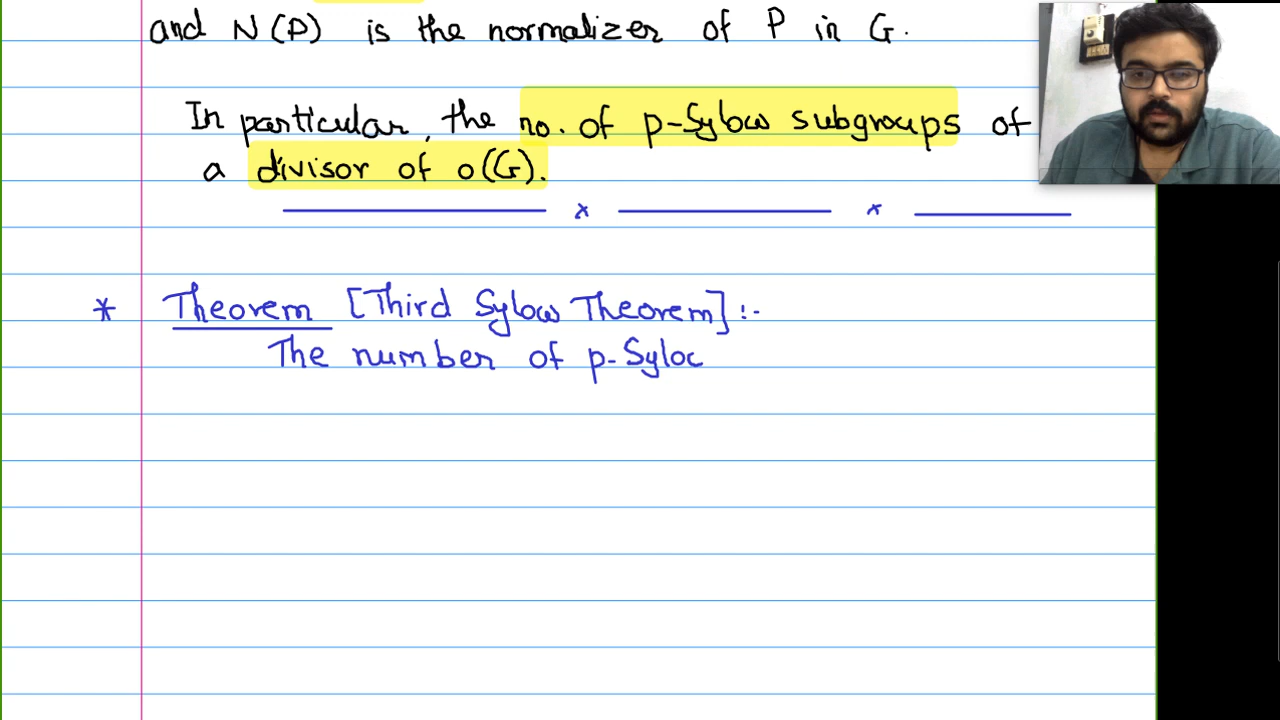 and N(P) is the normalizer of P in G.
In particular, the no. of p-Sylow subgroups of
a divisor of o(G).
x x
* Theorem [Third Sylow Theorem] :-
The number of p-Syloc